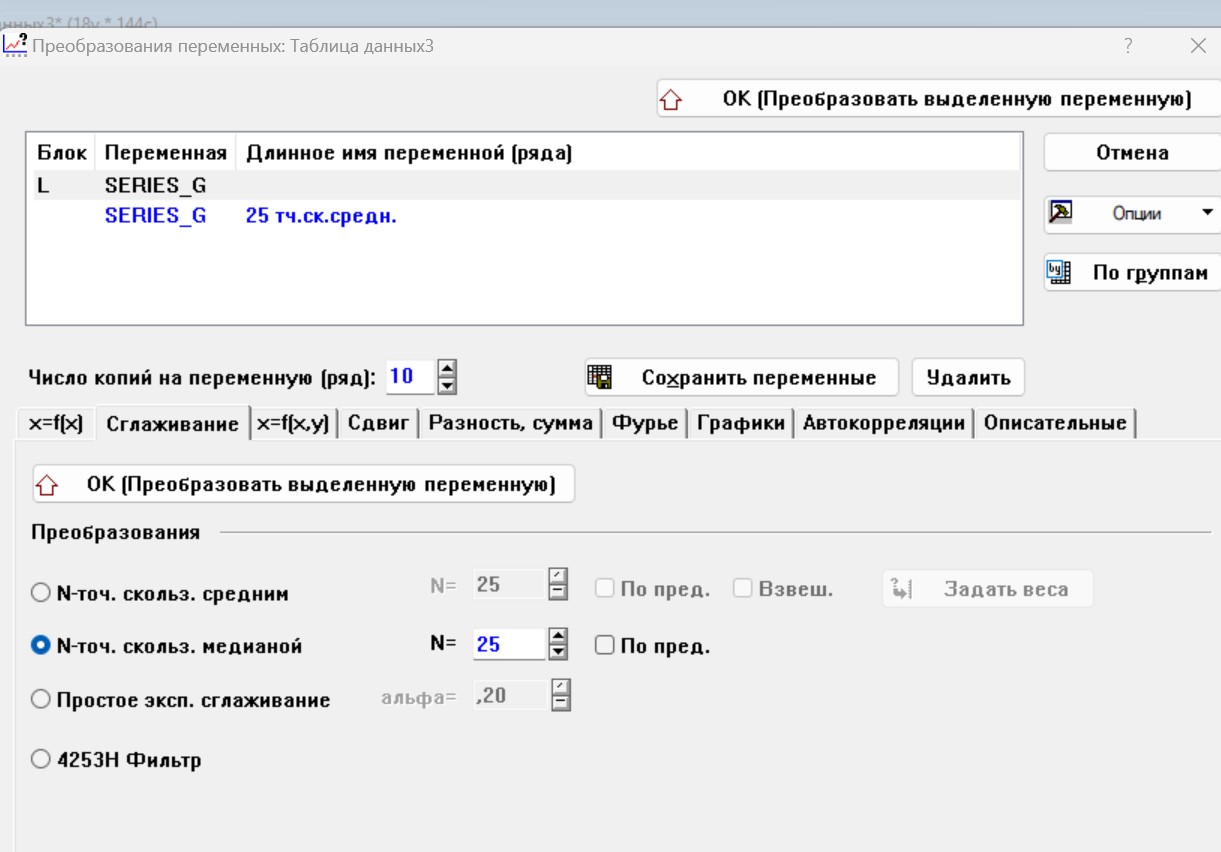 нных3* (18v * 144c)
Преобразования переменных: Таблица данных3 ?
OK (Преобразовать выделенную переменную)
Блок Переменная Длинное имя переменной (ряда)
L SERIES_G
SERIES_G 25 тч.ск.средн.
Отмена
Опции
По группам
Число копий на переменную (ряд): 10 Сохранить переменные Удалить
x=f(x) Сглаживание x=f(x,y) Сдвиг Разность, сумма Фурье Графики Автокорреляции Описательные
OK (Преобразовать выделенную переменную)
Преобразования
N-точ. скольз. средним N= 25 По пред. Взвеш. Задать веса
N-точ. скольз. медианой N= 25 По пред.
Простое эксп. сглаживание альфа= ,20
4253H Фильтр